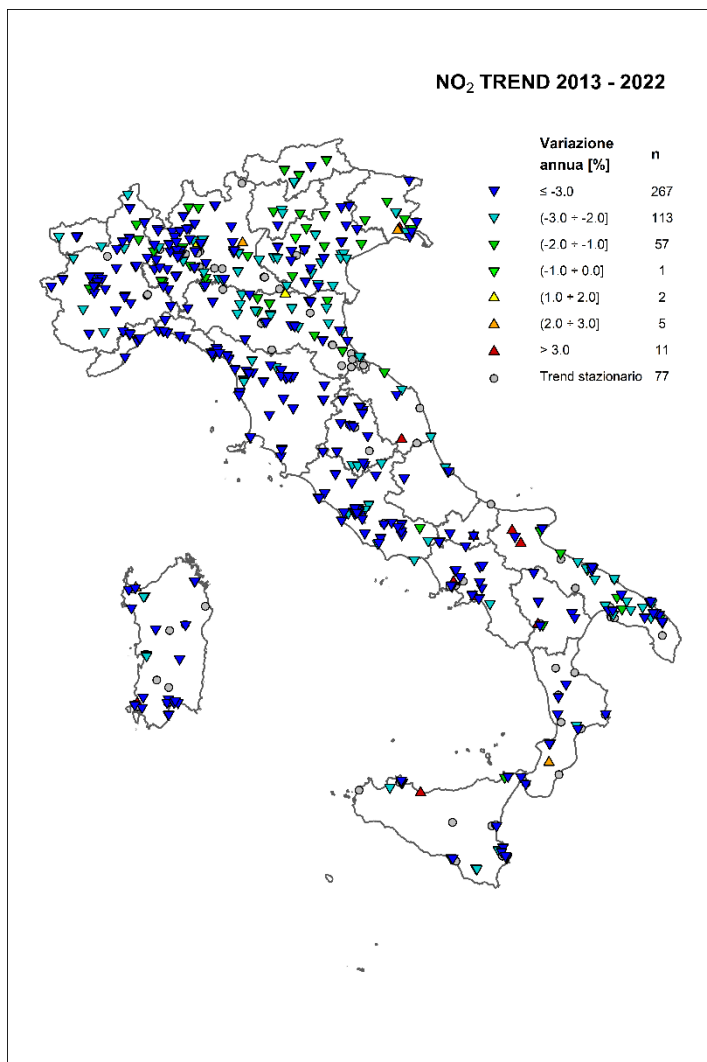 NO₂ TREND 2013 - 2022
Variazione
annua [%] n
≤ -3.0 267
(-3.0 ÷ -2.0] 113
(-2.0 ÷ -1.0] 57
(-1.0 ÷ 0.0] 1
(1.0 ÷ 2.0] 2
(2.0 ÷ 3.0] 5
> 3.0 11
Trend stazionario 77